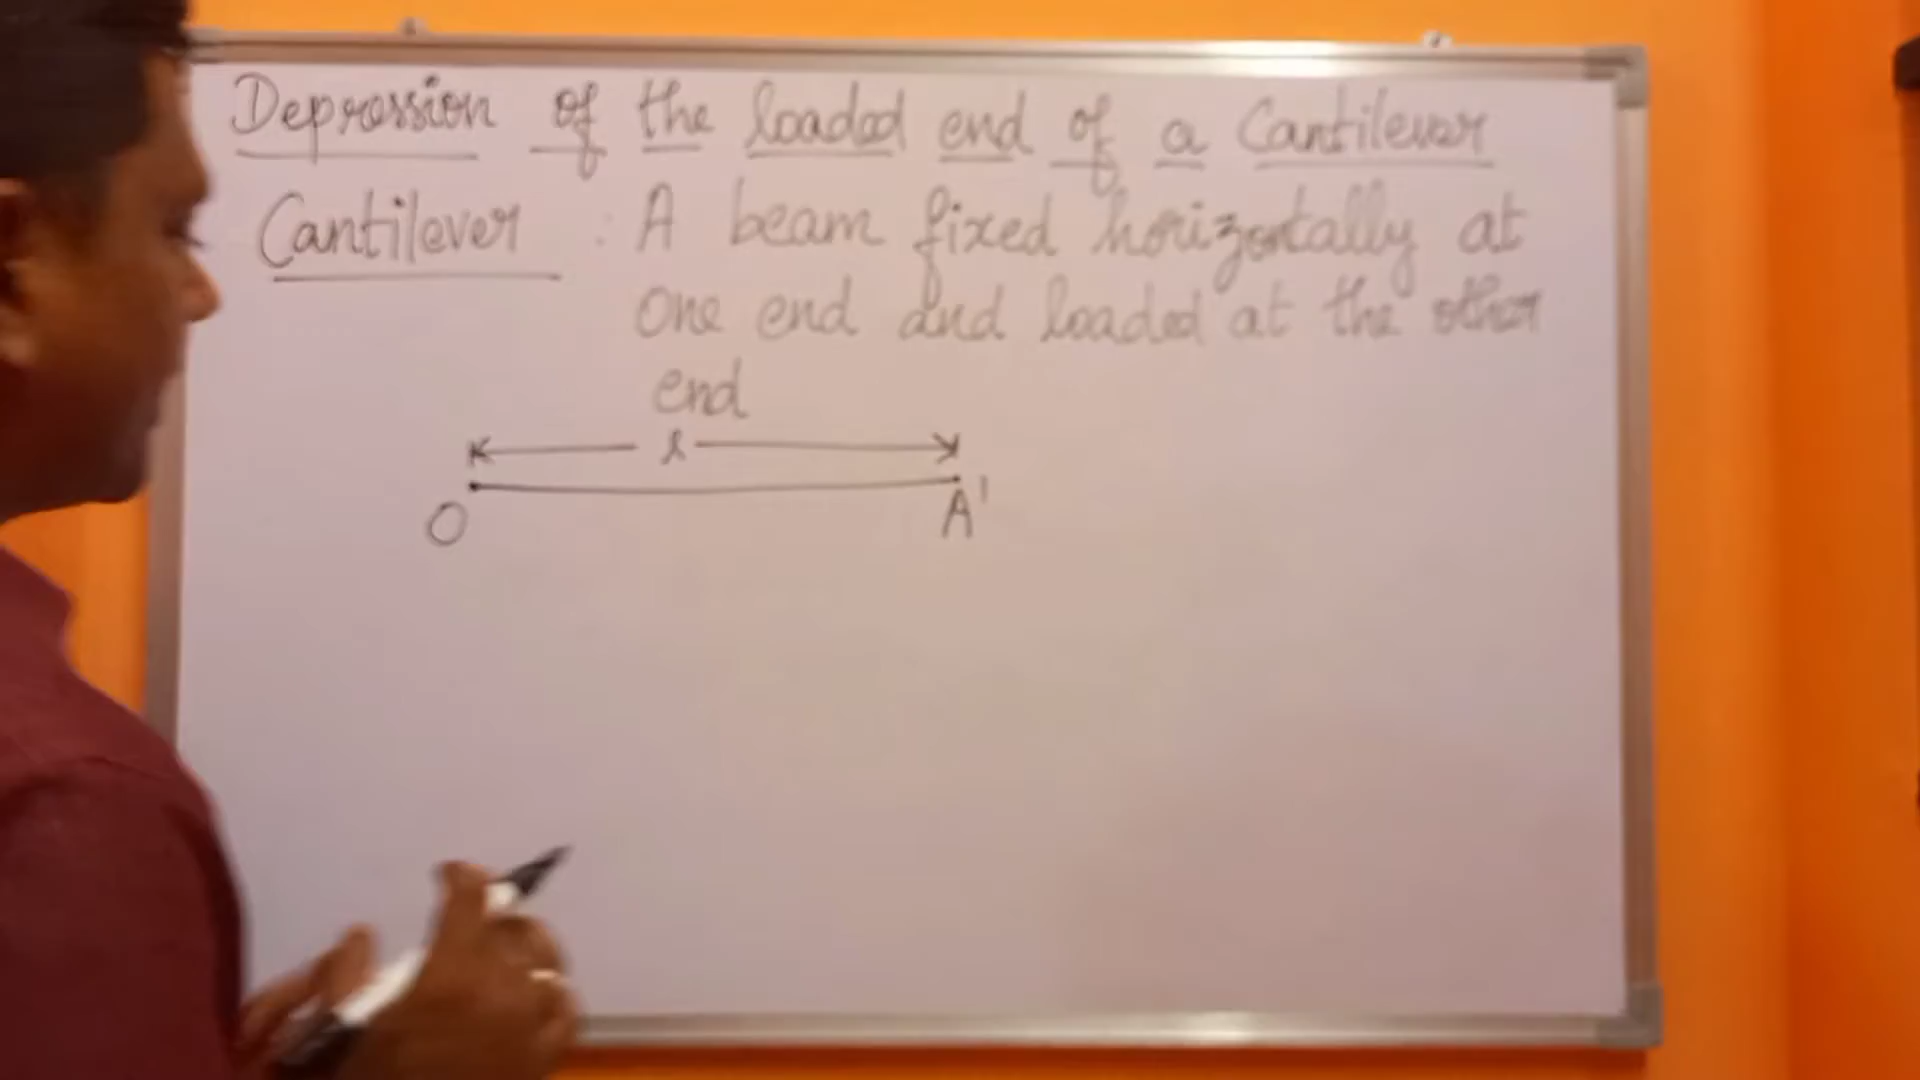 Depression of the loaded end of a Cantilever
Cantilever : A beam fixed horizontally at
one end and loaded at the other
end
l
O A'